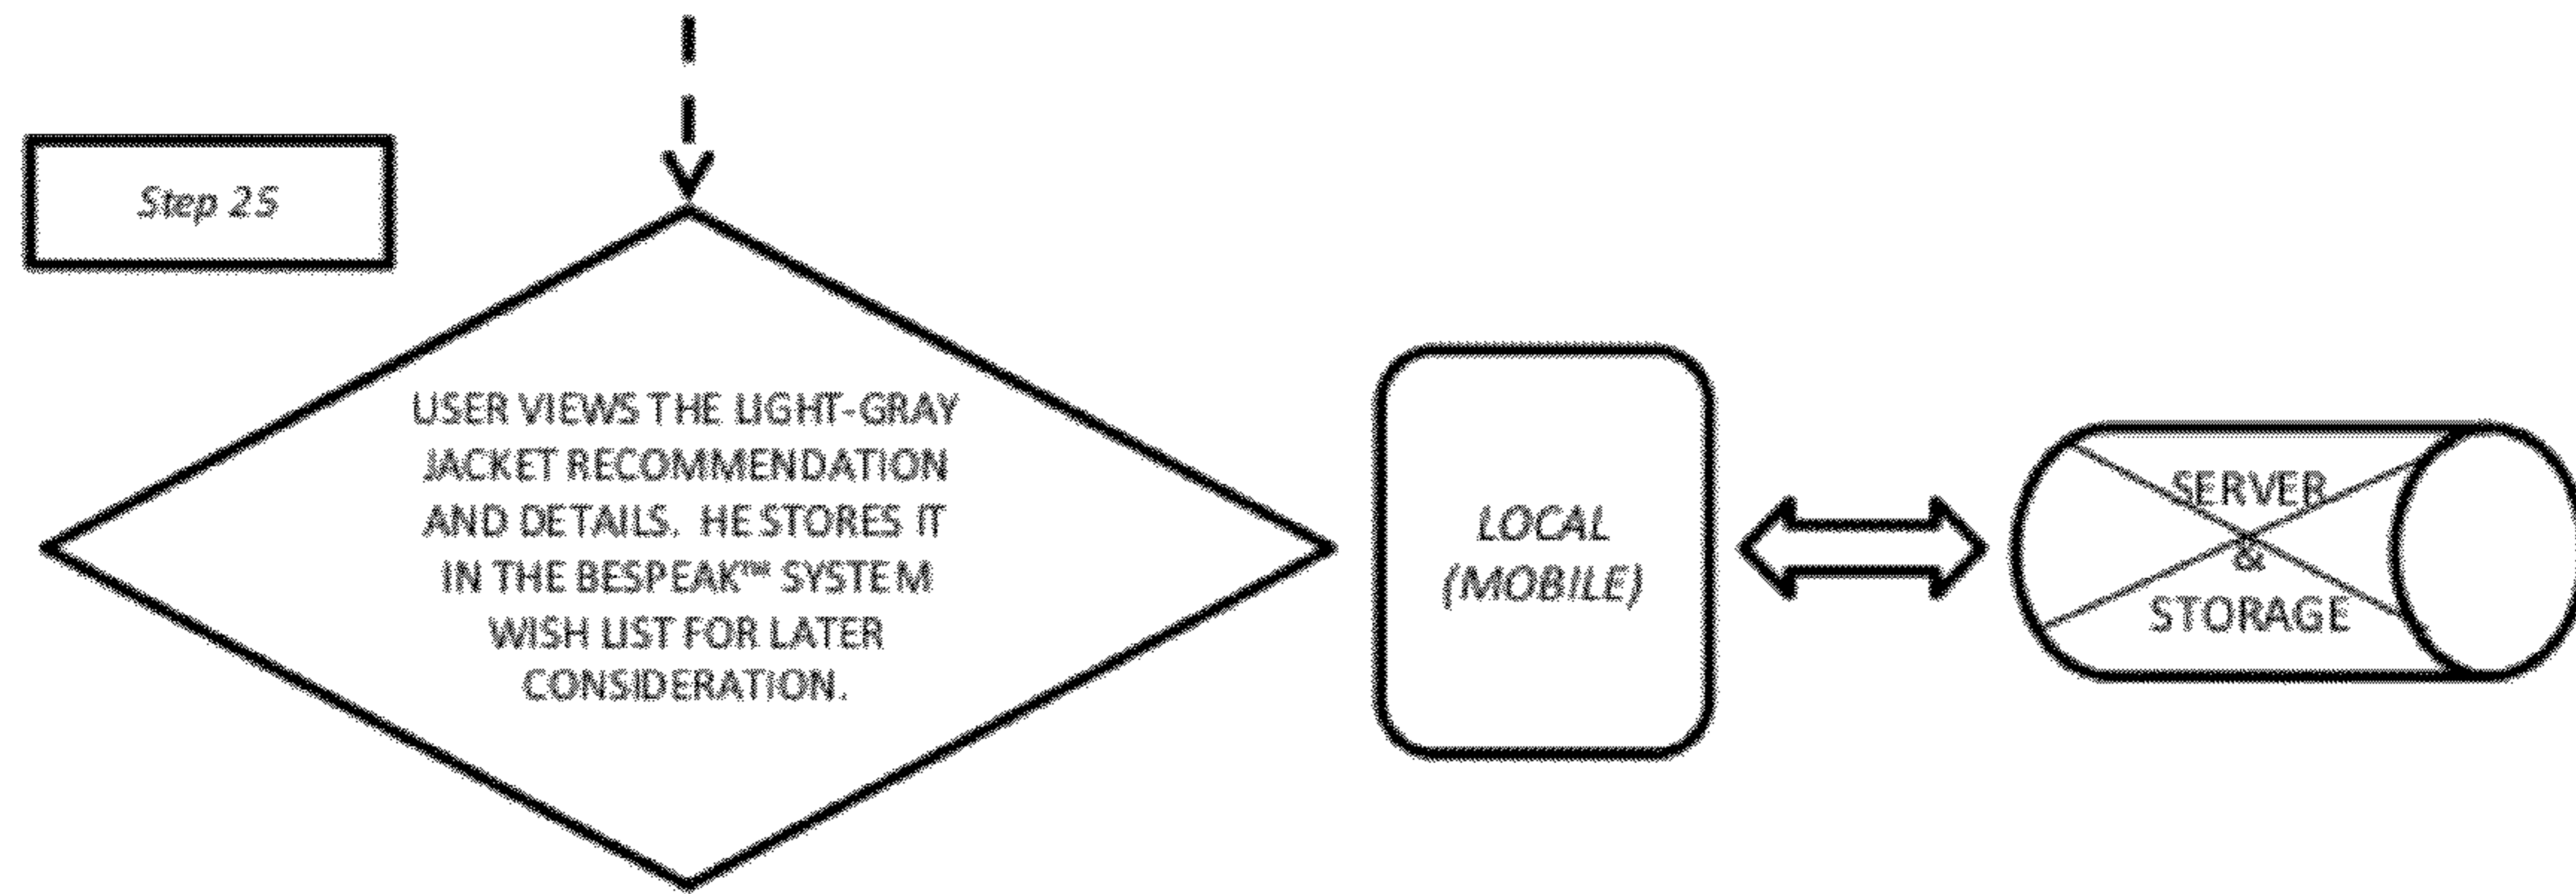 Step 25
USER VIEWS THE LIGHT-GRAY
JACKET RECOMMENDATION
AND DETAILS. HE STORES IT
IN THE BESPEAK™ SYSTEM
WISH LIST FOR LATER
CONSIDERATION.
LOCAL
(MOBILE)
SERVER
&
STORAGE